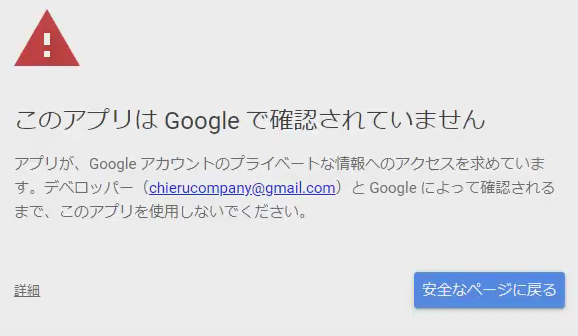 このアプリは Google で確認されていません
アプリが、Google アカウントのプライベートな情報へのアクセスを求めていま
す。デベロッパー（chierucompany@gmail.com）と Google によって確認される
まで、このアプリを使用しないでください。
詳細
安全なページに戻る